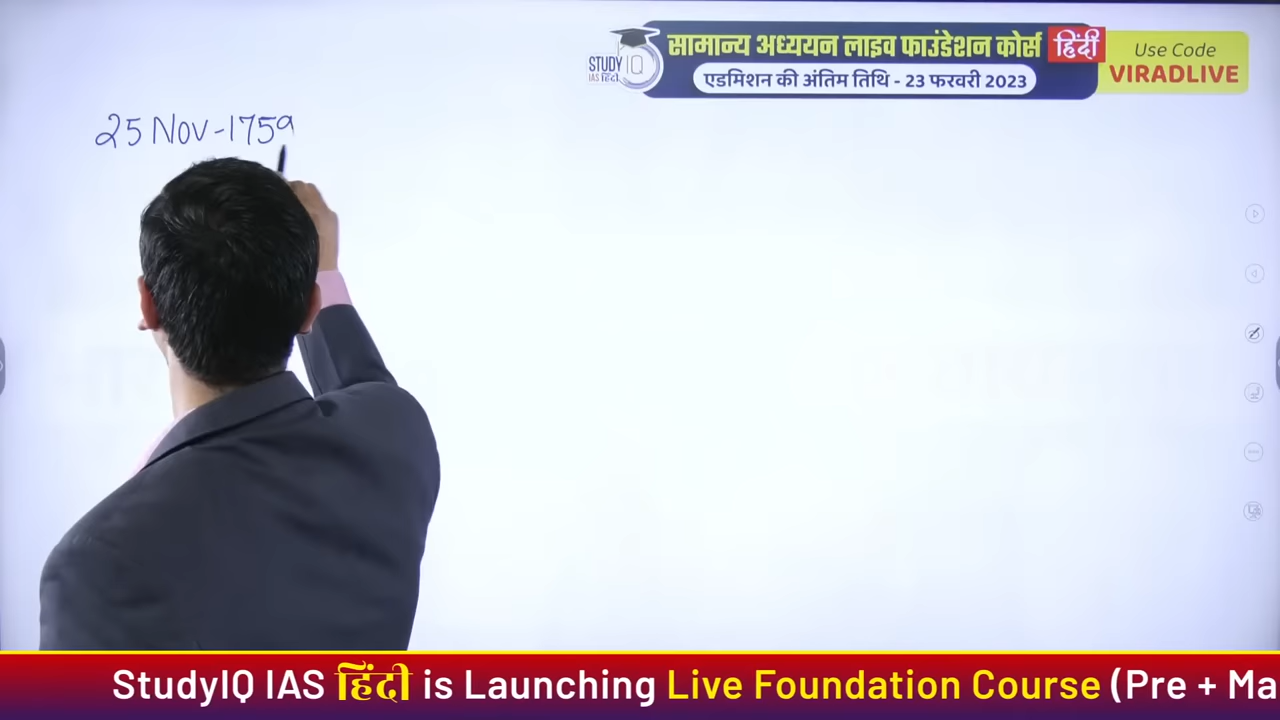 STUDY IQ
IAS हिंदी
सामान्य अध्ययन लाइव फाउंडेशन कोर्स हिंदी
एडमिशन की अंतिम तिथि - 23 फरवरी 2023
Use Code
VIRADLIVE
25 Nov-1759
StudyIQ IAS हिंदी is Launching Live Foundation Course (Pre + Ma